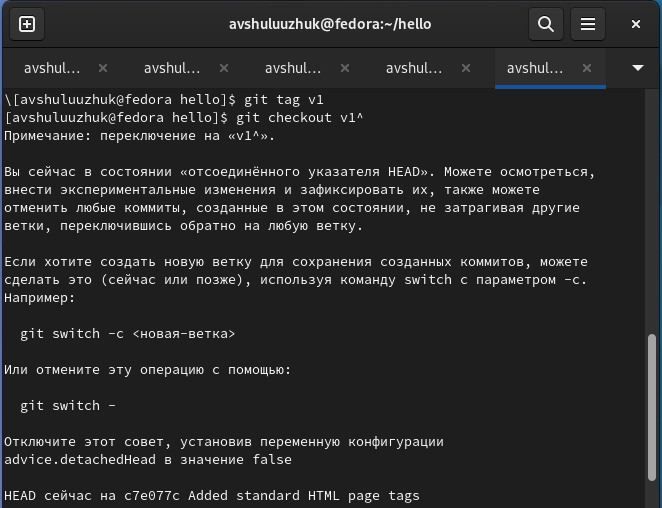 avshuluuzhuk@fedora:~/hello
avshul... avshul... avshul... avshul... avshul...
\[avshuluuzhuk@fedora hello]$ git tag v1
[avshuluuzhuk@fedora hello]$ git checkout v1^
Примечание: переключение на «v1^».
Вы сейчас в состоянии «отсоединённого указателя HEAD». Можете осмотреться,
внести экспериментальные изменения и зафиксировать их, также можете
отменить любые коммиты, созданные в этом состоянии, не затрагивая другие
ветки, переключившись обратно на любую ветку.
Если хотите создать новую ветку для сохранения созданных коммитов, можете
сделать это (сейчас или позже), используя команду switch с параметром -c.
Например:
git switch -c <новая-ветка>
Или отмените эту операцию с помощью:
git switch -
Отключите этот совет, установив переменную конфигурации
advice.detachedHead в значение false
HEAD сейчас на c7e077c Added standard HTML page tags